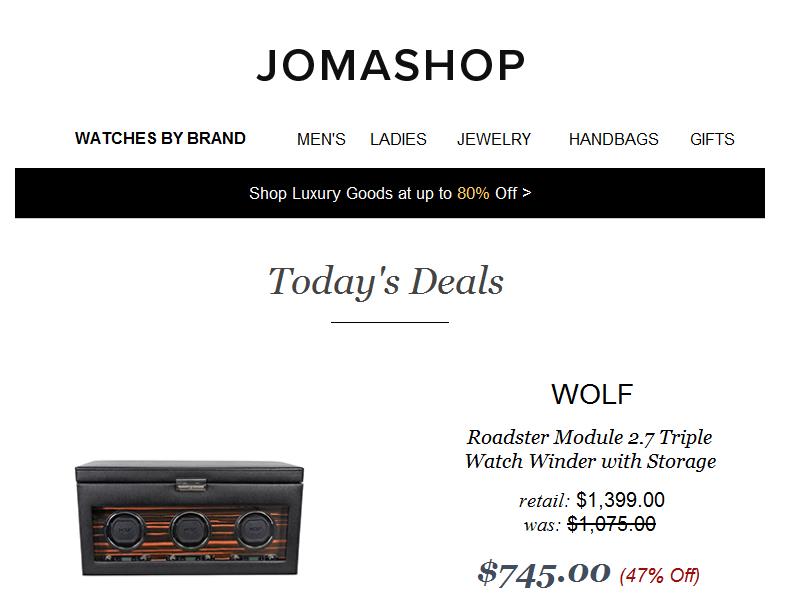 JOMASHOP
WATCHES BY BRAND MEN'S LADIES JEWELRY HANDBAGS GIFTS
Shop Luxury Goods at up to 80% Off >
Today's Deals
WOLF
Roadster Module 2.7 Triple
Watch Winder with Storage
retail: $1,399.00
was: $1,075.00
$745.00 (47% Off)